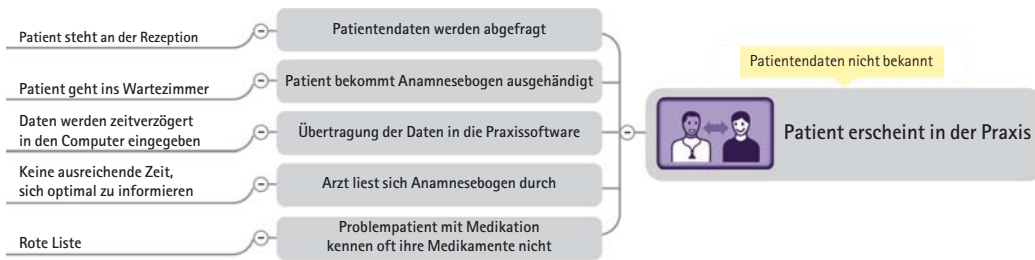 Patient steht an der Rezeption
Patientendaten werden abgefragt
Patient geht ins Wartezimmer
Patient bekommt Anamnesebogen ausgehändigt
Daten werden zeitverzögert
in den Computer eingegeben
Übertragung der Daten in die Praxissoftware
Keine ausreichende Zeit,
sich optimal zu informieren
Arzt liest sich Anamnesebogen durch
Rote Liste
Problempatient mit Medikation
kennen oft ihre Medikamente nicht
Patientendaten nicht bekannt
Patient erscheint in der Praxis